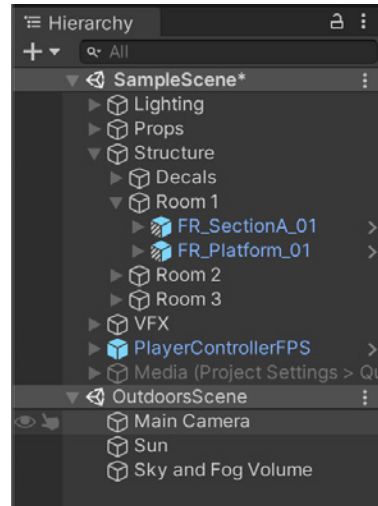 Hierarchy
All
SampleScene*
Lighting
Props
Structure
Decals
Room 1
FR_SectionA_01
FR_Platform_01
Room 2
Room 3
VFX
PlayerControllerFPS
Media (Project Settings > Qu
OutdoorsScene
Main Camera
Sun
Sky and Fog Volume